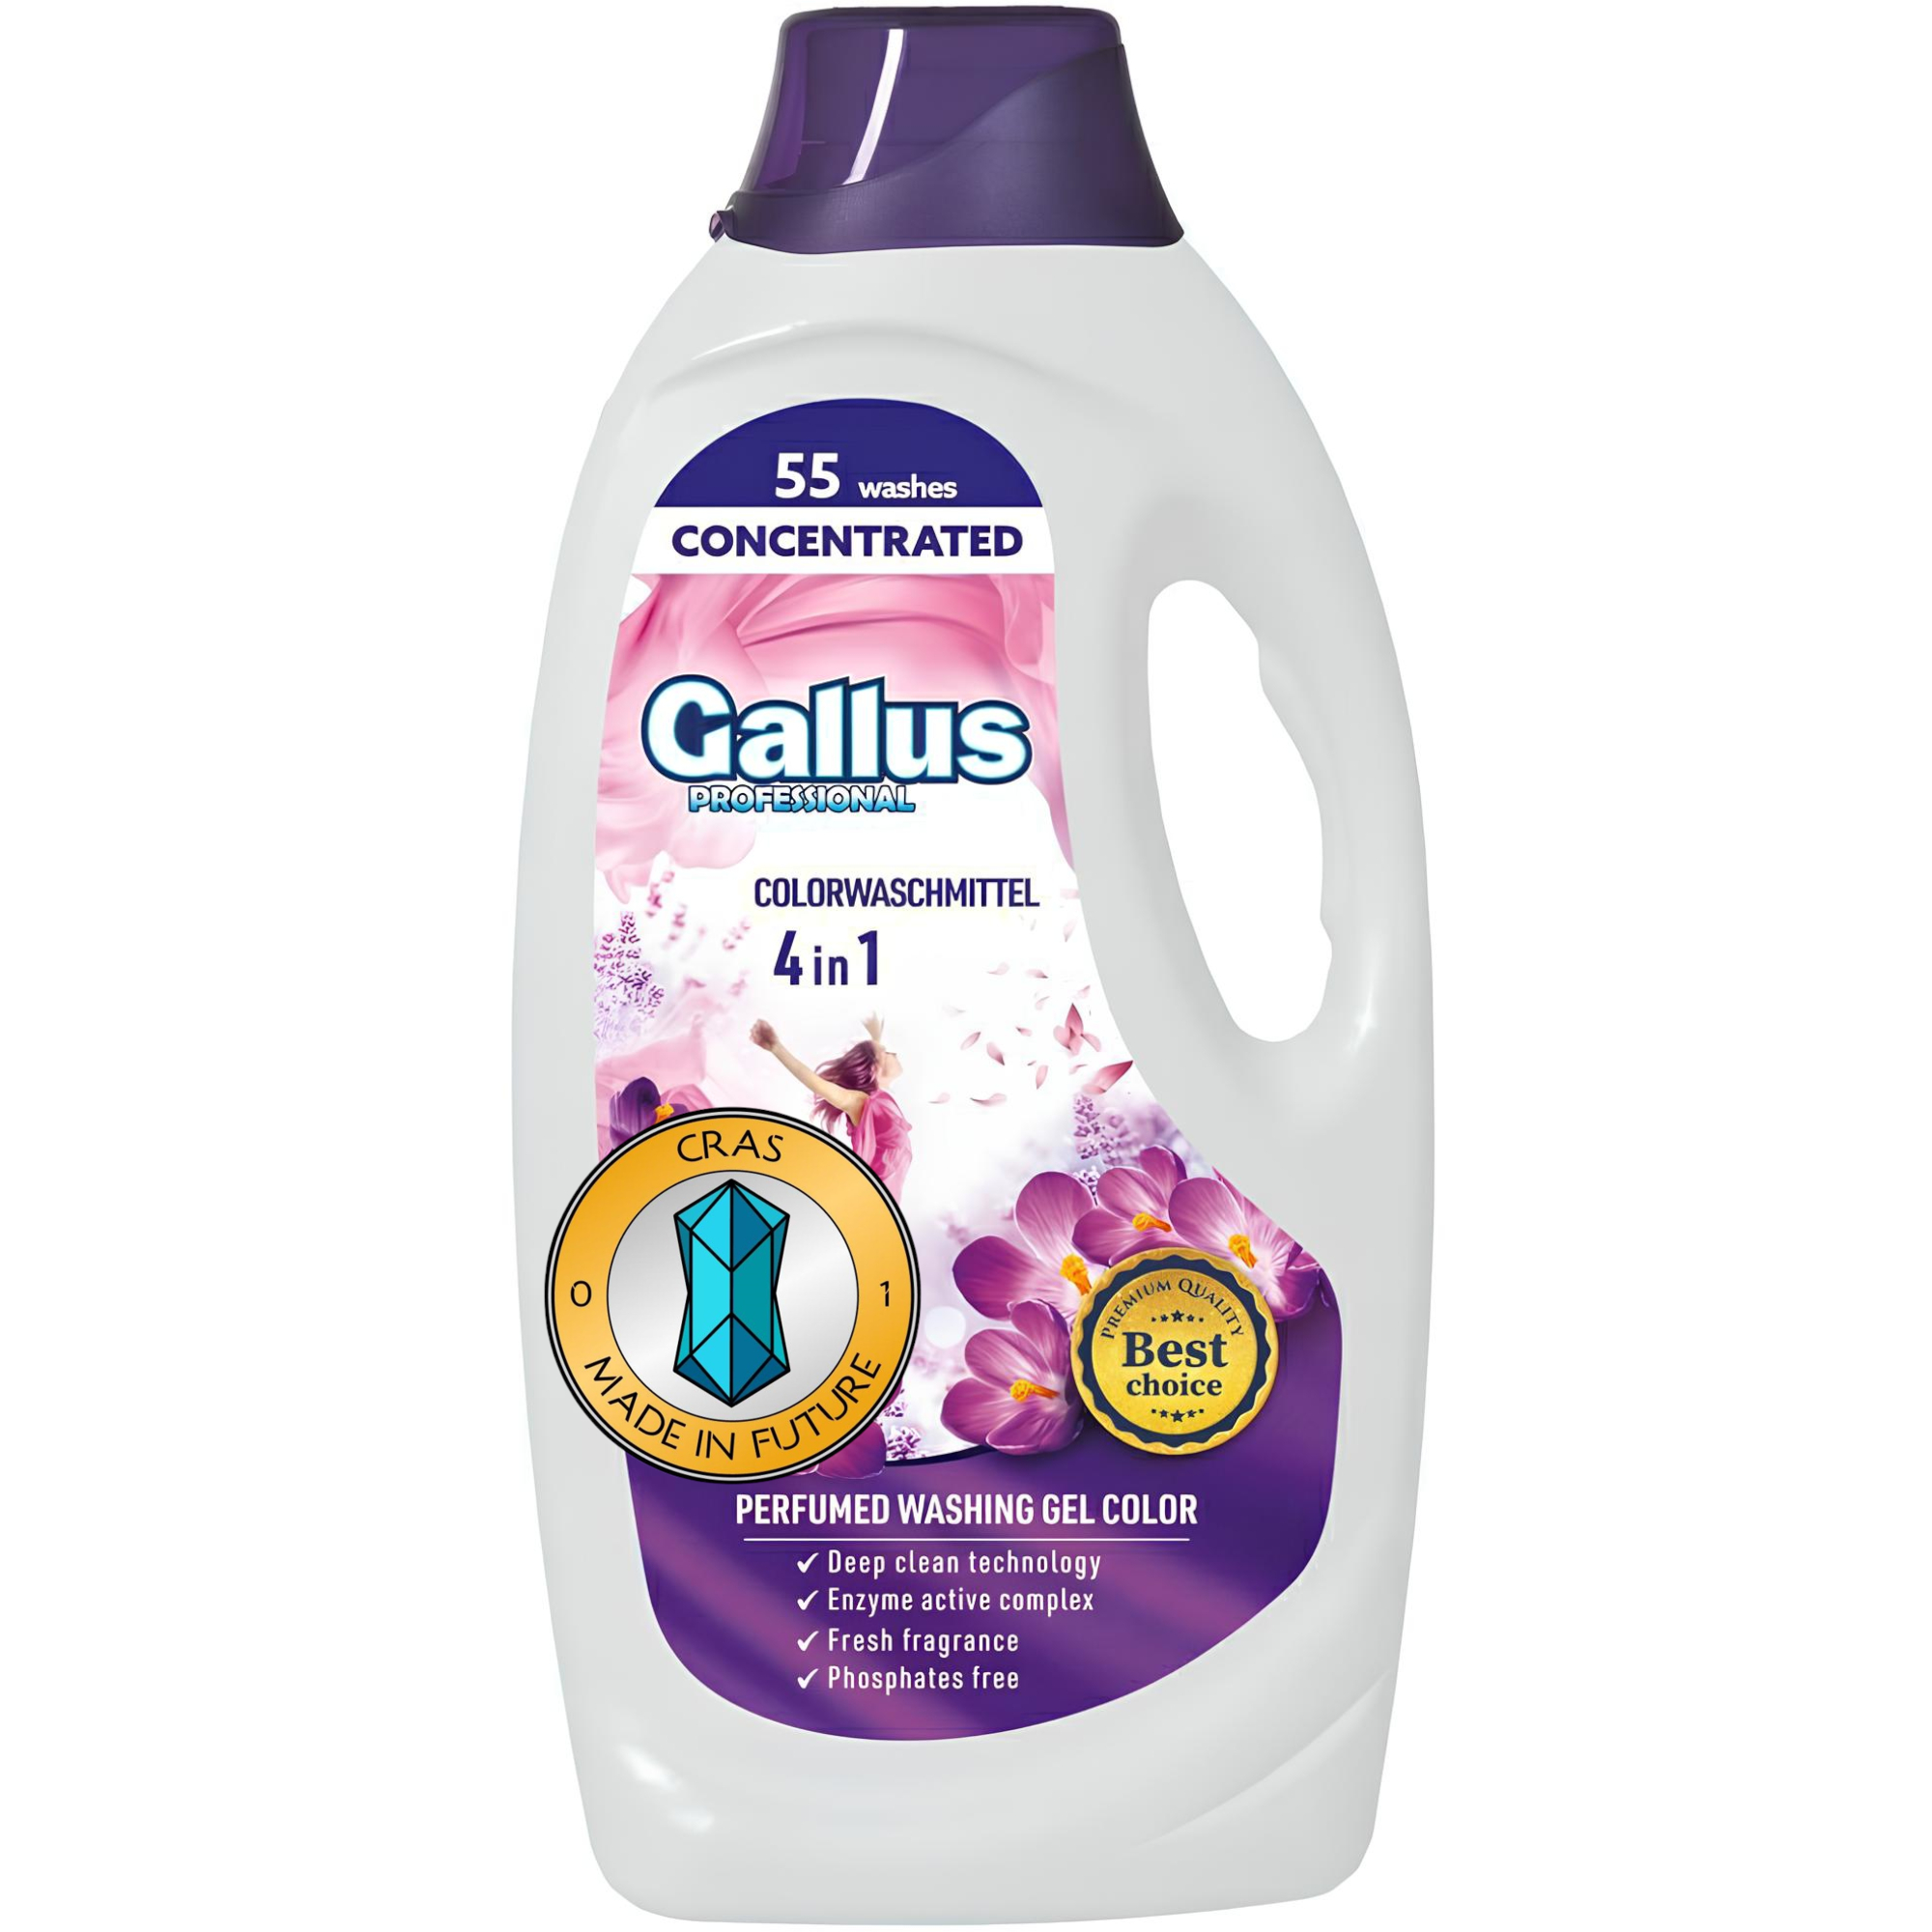 55 washes
CONCENTRATED
Gallus
PROFESSIONAL
COLORWASCHMITTEL
4 in 1
CRAS
0 1
MADE IN FUTURE
PREMIUM QUALITY
Best
choice
PERFUMED WASHING GEL COLOR
✓ Deep clean technology
✓ Enzyme active complex
✓ Fresh fragrance
✓ Phosphates free